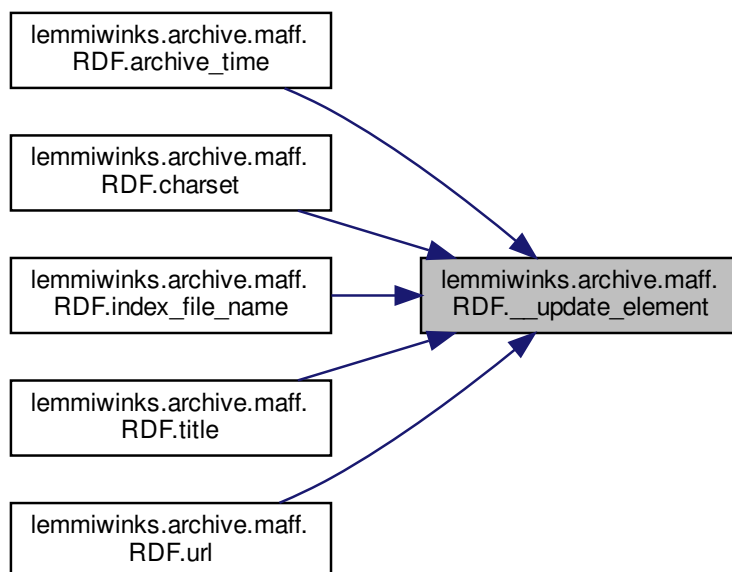 lemmiwinks.archive.maff.
RDF.archive_time
lemmiwinks.archive.maff.
RDF.charset
lemmiwinks.archive.maff.
RDF.index_file_name
lemmiwinks.archive.maff.
RDF.__update_element
lemmiwinks.archive.maff.
RDF.title
lemmiwinks.archive.maff.
RDF.url